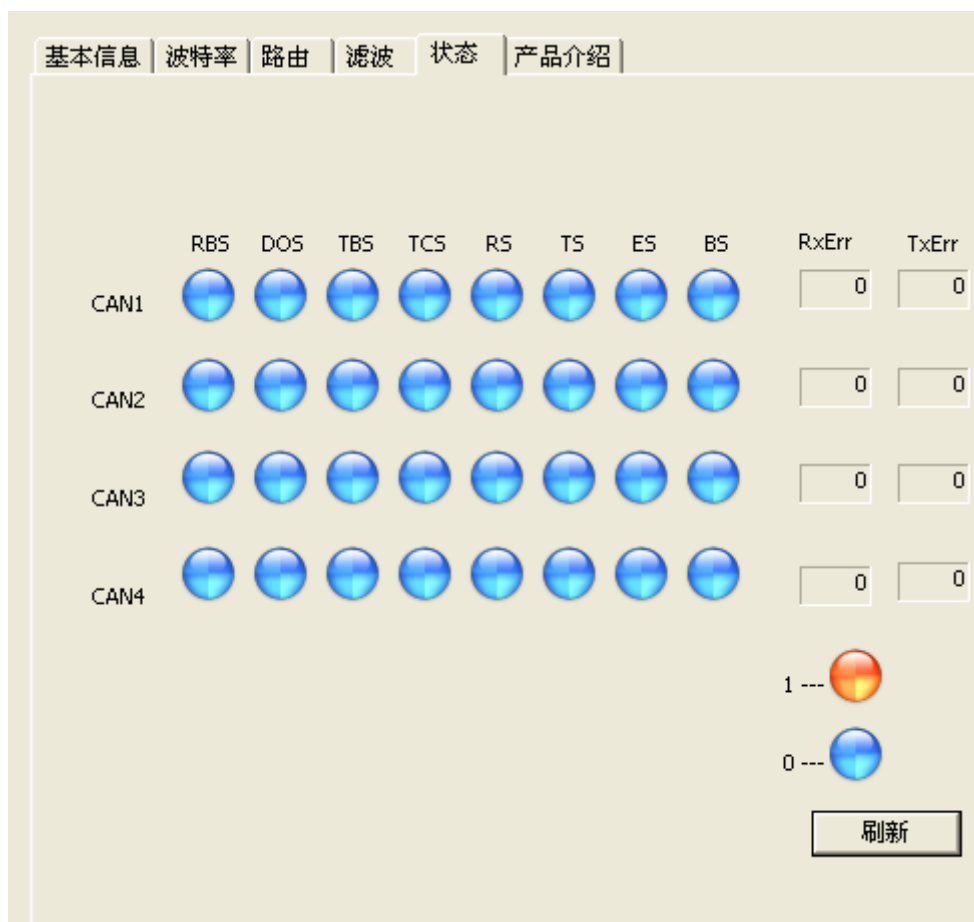 基本信息 波特率 路由 滤波 状态 产品介绍
RBS DOS TBS TCS RS TS ES BS RxErr TxErr
CAN1 0 0
CAN2 0 0
CAN3 0 0
CAN4 0 0
1 ---
0 ---
刷新